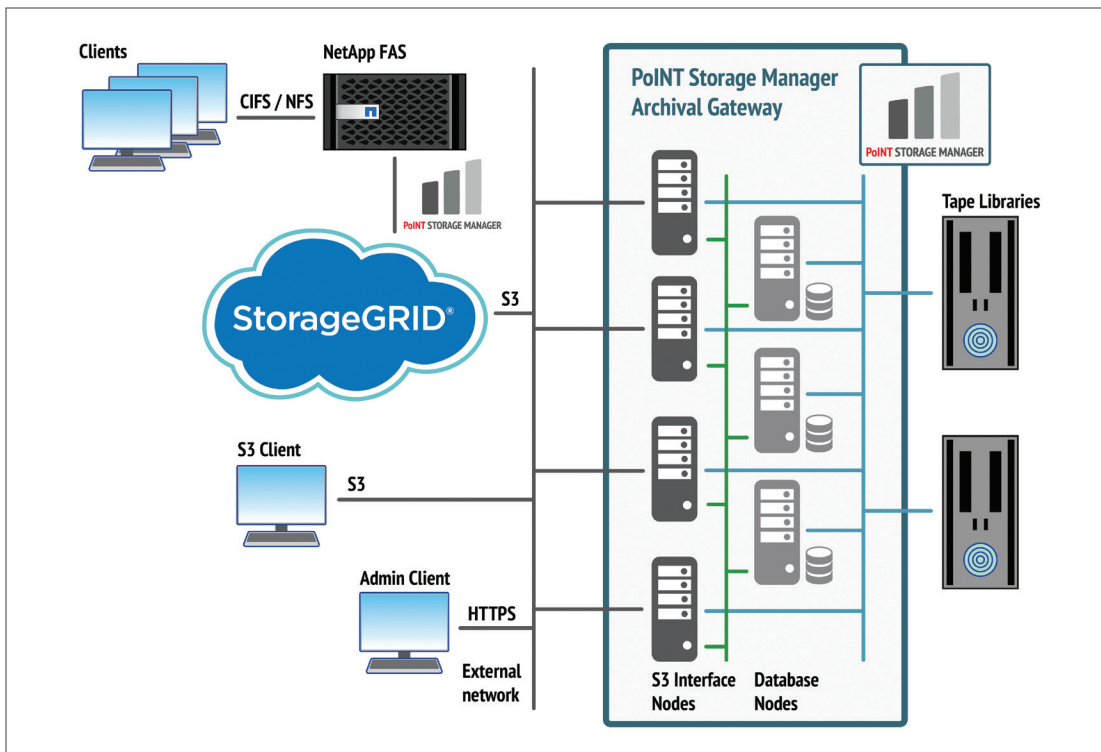 Clients
NetApp FAS
CIFS / NFS
PoINT STORAGE MANAGER
StorageGRID®
S3
S3 Client
S3
Admin Client
HTTPS
External
network
PoINT Storage Manager
Archival Gateway
PoINT STORAGE MANAGER
Tape Libraries
S3 Interface
Nodes
Database
Nodes